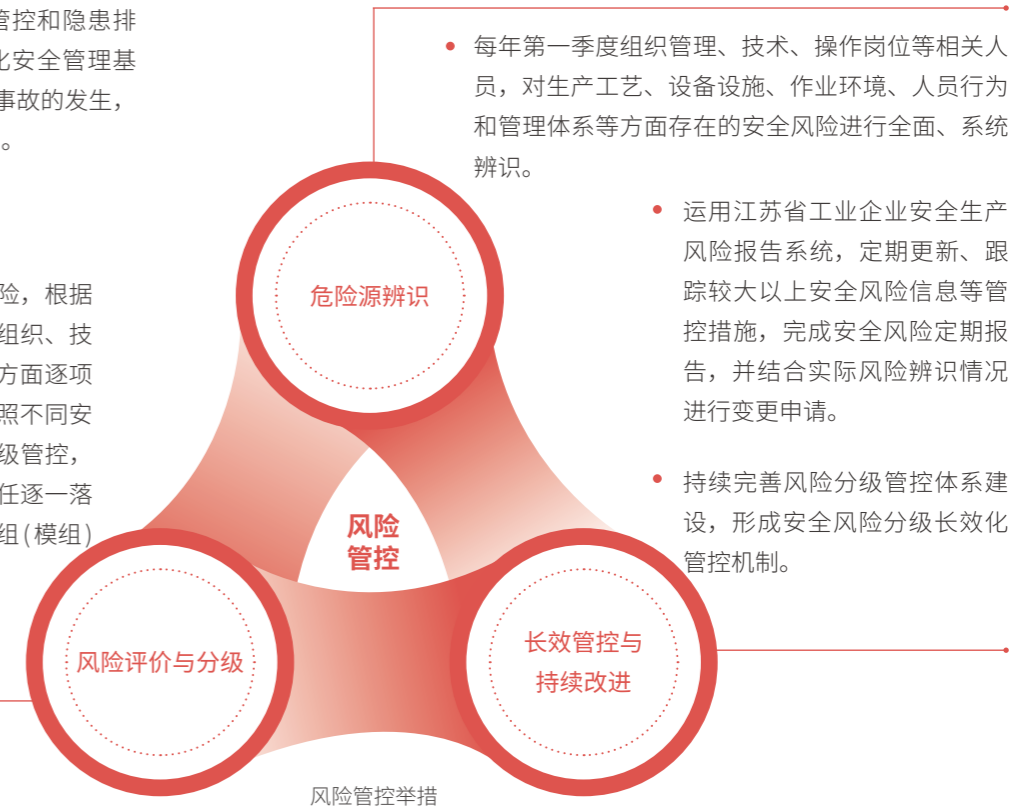 管控和隐患排
化安全管理基
事故的发生，
。
险，根据
组织、技
方面逐项
照不同安
级管控，
任逐一落
组(模组)
每年第一季度组织管理、技术、操作岗位等相关人
员，对生产工艺、设备设施、作业环境、人员行为
和管理体系等方面存在的安全风险进行全面、系统
辨识。
运用江苏省工业企业安全生产
风险报告系统，定期更新、跟
踪较大以上安全风险信息等管
控措施，完成安全风险定期报
告，并结合实际风险辨识情况
进行变更申请。
持续完善风险分级管控体系建
设，形成安全风险分级长效化
管控机制。
危险源辨识
风险
管控
风险评价与分级
长效管控与
持续改进
风险管控举措